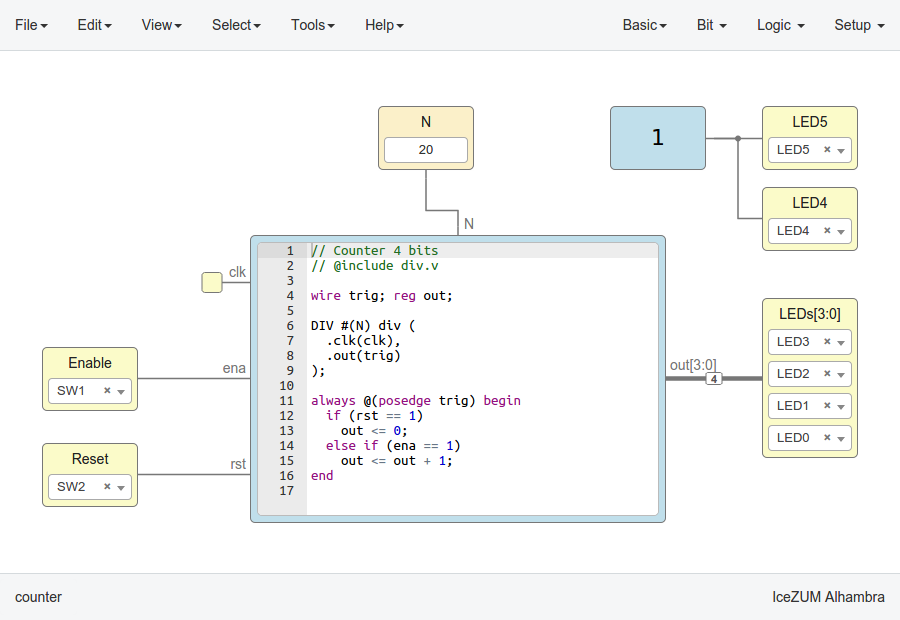 File Edit View Select Tools Help Basic Bit Logic Setup
N
20
1
LED5
LED5 ×
LED4
LED4 ×
N
clk
Enable
SW1 ×
ena
Reset
SW2 ×
rst
1 // Counter 4 bits
2 // @include div.v
3
4 wire trig; reg out;
5
6 DIV #(N) div (
7 .clk(clk),
8 .out(trig)
9 );
10
11 always @(posedge trig) begin
12 if (rst == 1)
13 out <= 0;
14 else if (ena == 1)
15 out <= out + 1;
16 end
17
out[3:0]
4
LEDs[3:0]
LED3 ×
LED2 ×
LED1 ×
LED0 ×
counter IceZUM Alhambra